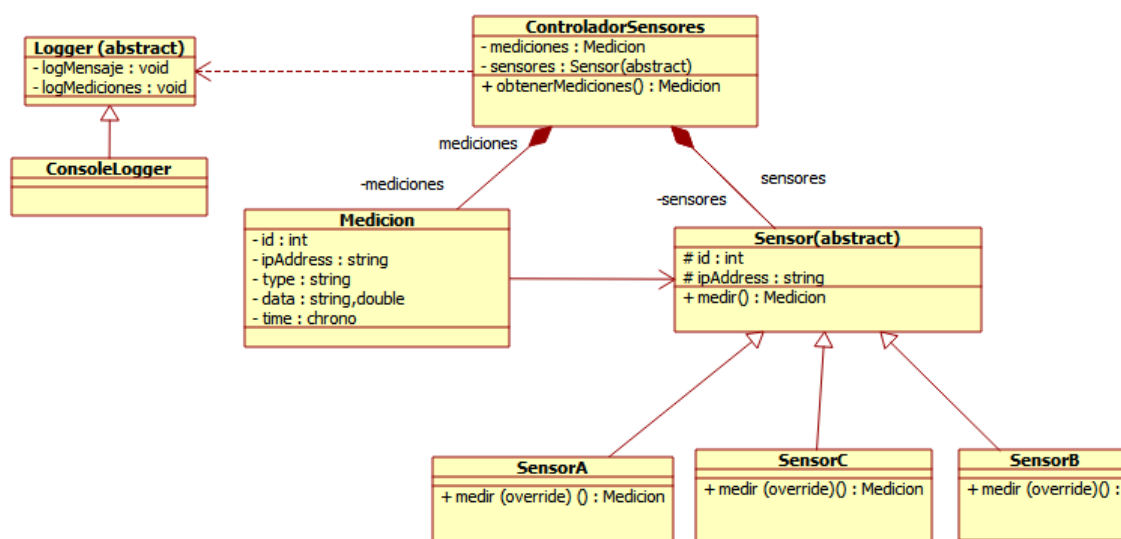 Logger (abstract)
- logMensaje : void
- logMediciones : void
ConsoleLogger
ControladorSensores
- mediciones : Medicion
- sensores : Sensor(abstract)
+ obtenerMediciones() : Medicion
mediciones
-mediciones
sensores
-sensores
Medicion
- id : int
- ipAddress : string
- type : string
- data : string,double
- time : chrono
Sensor(abstract)
# id : int
# ipAddress : string
+ medir() : Medicion
SensorA
+ medir (override) () : Medicion
SensorC
+ medir (override)() : Medicion
SensorB
+ medir (override)() :